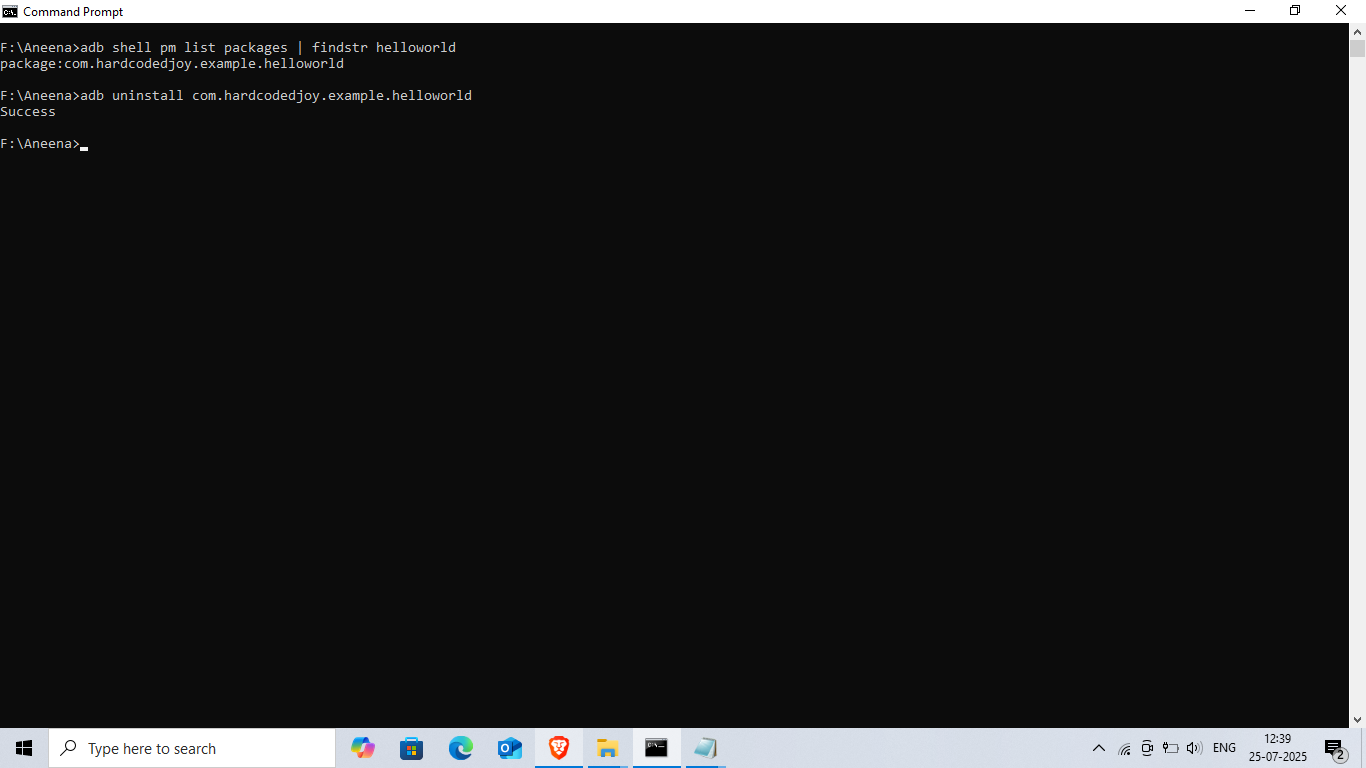 Command Prompt
F:\Aneena>adb shell pm list packages | findstr helloworld
package:com.hardcodedjoy.example.helloworld
F:\Aneena>adb uninstall com.hardcodedjoy.example.helloworld
Success
F:\Aneena>
Type here to search
ENG
12:39
25-07-2025
2